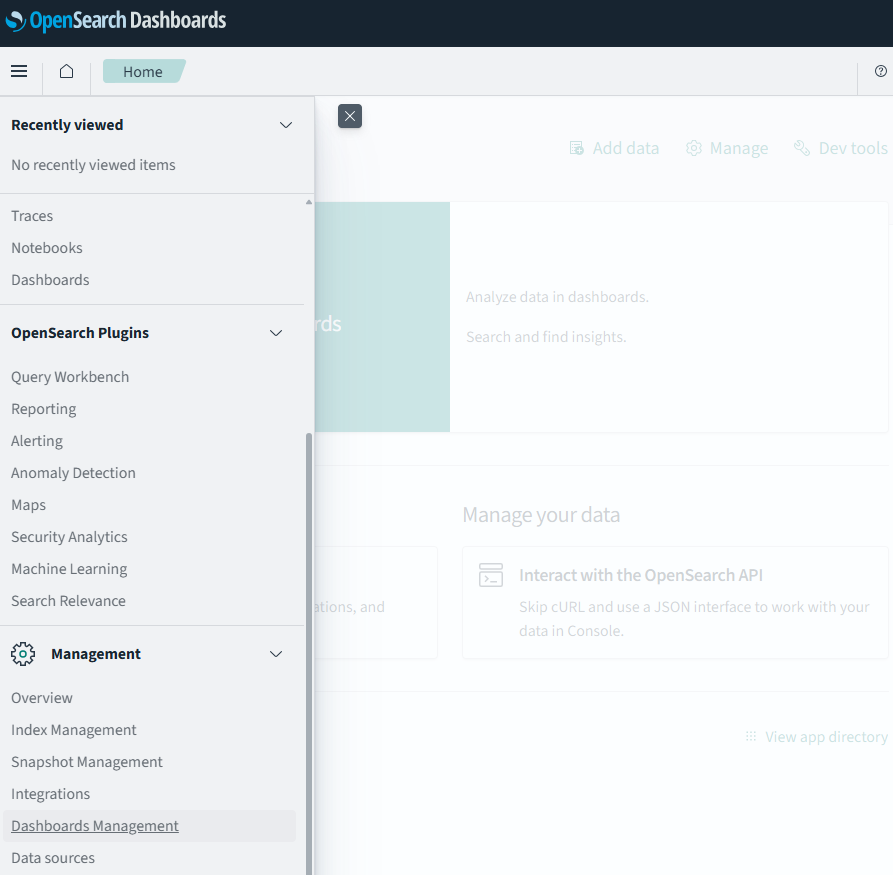 OpenSearch Dashboards
Home
Recently viewed
No recently viewed items
Traces
Notebooks
Dashboards
OpenSearch Plugins
Query Workbench
Reporting
Alerting
Anomaly Detection
Maps
Security Analytics
Machine Learning
Search Relevance
Management
Overview
Index Management
Snapshot Management
Integrations
Dashboards Management
Data sources
Add data
Manage
Dev tools
rds
Analyze data in dashboards.
Search and find insights.
Manage your data
ations, and
Interact with the OpenSearch API
Skip cURL and use a JSON interface to work with your
data in Console.
View app directory